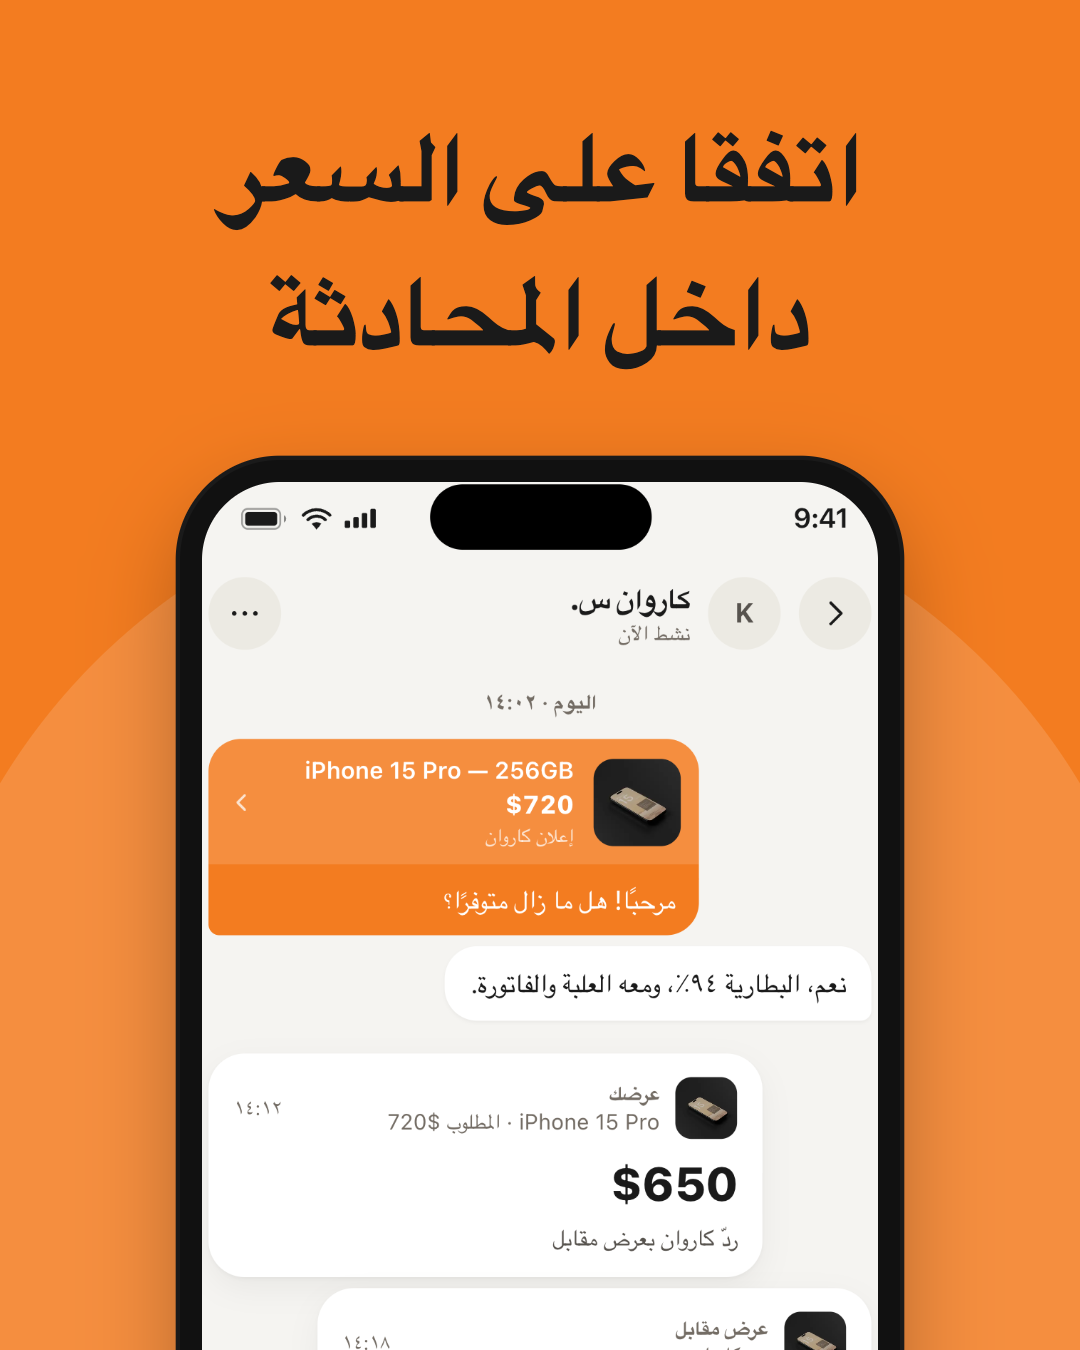 اتفقا على السعر
داخل المحادثة
9:41
K
كاروان س.
نشط الآن
اليوم · ١٤:٠٢
iPhone 15 Pro — 256GB
$720
إعلان كاروان
مرحبًا! هل ما زال متوفرًا؟
نعم، البطارية ٩٤٪، ومعه العلبة والفاتورة.
عرضك
١٤:١٢
iPhone 15 Pro · المطلوب $720
$650
ردّ كاروان بعرض مقابل
عرض مقابل
١٤:١٨